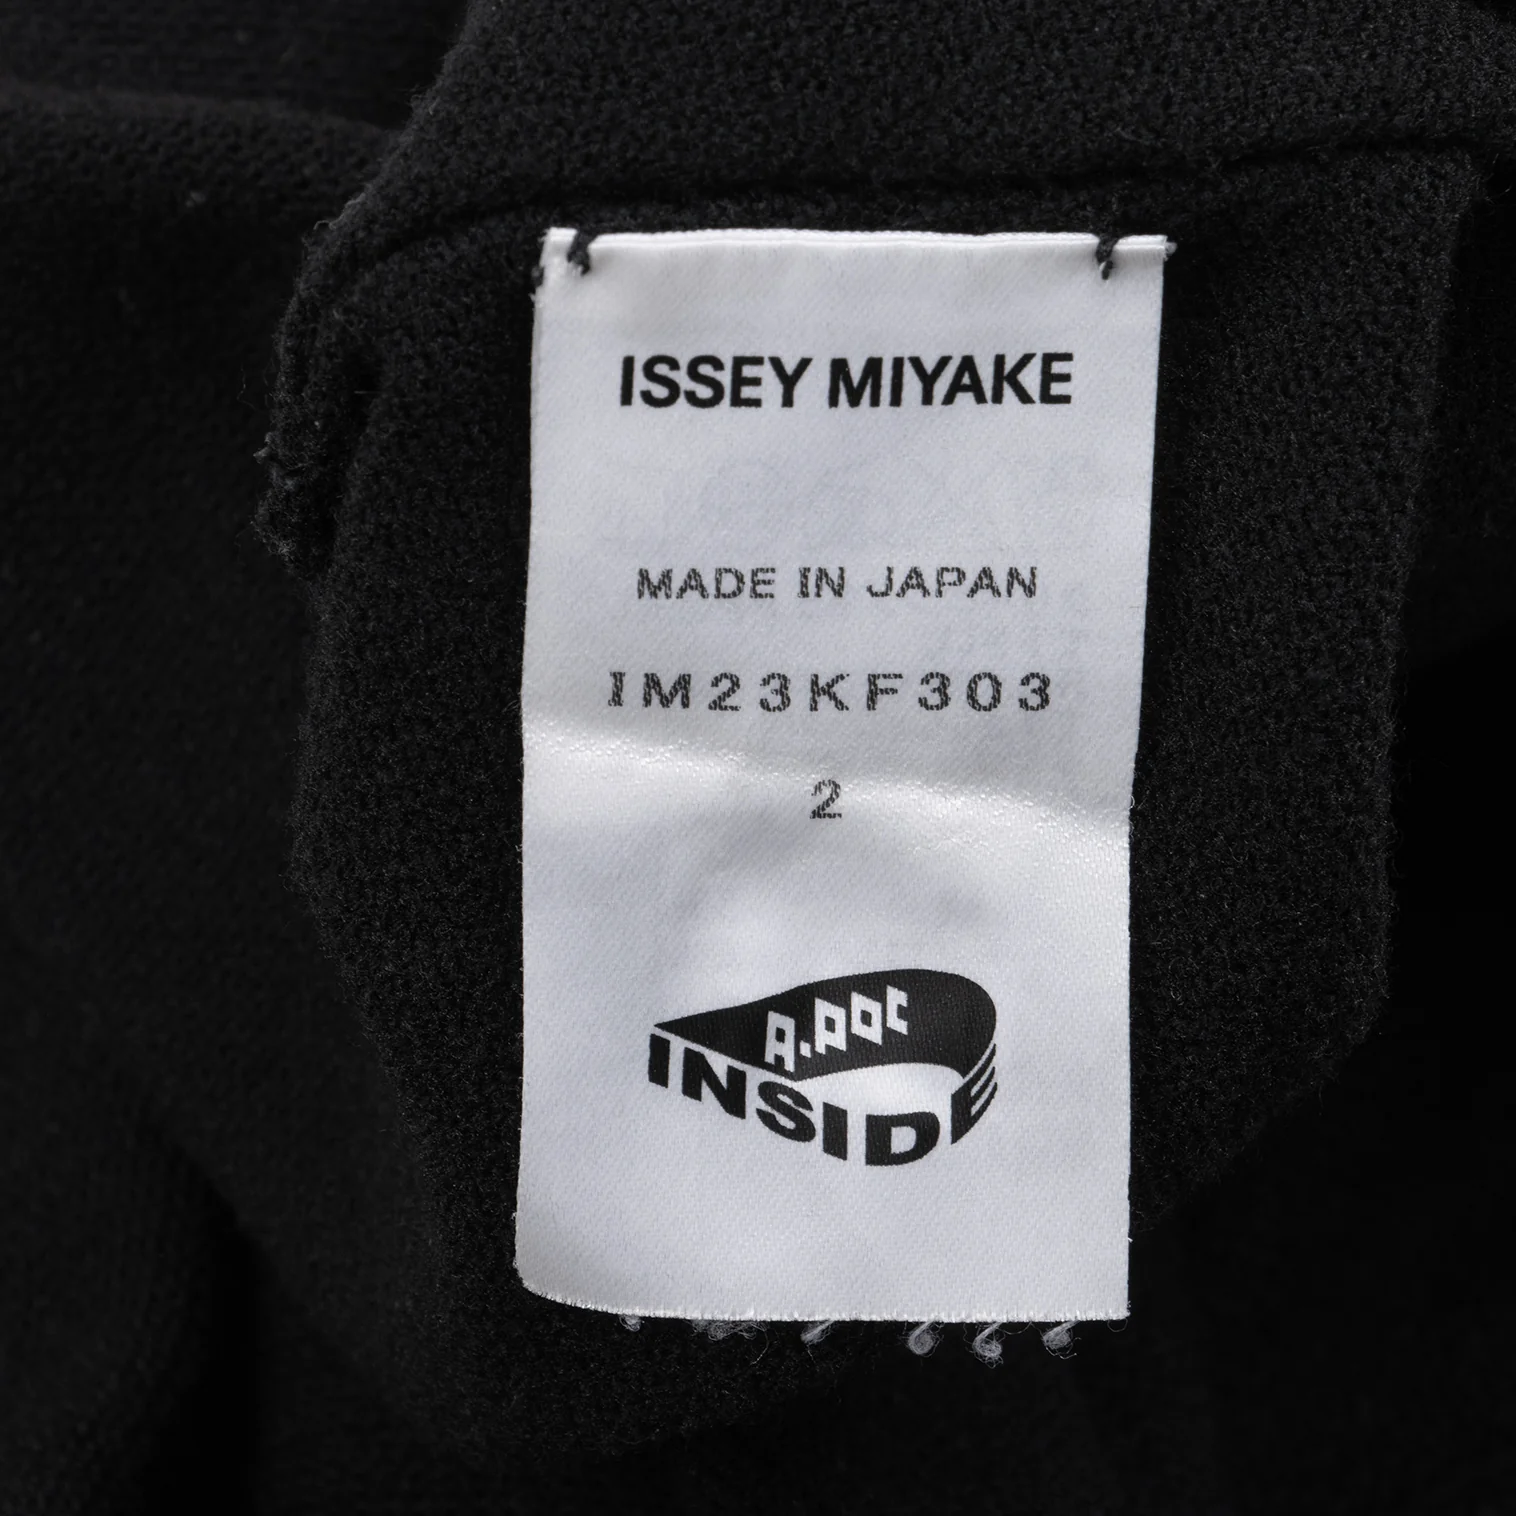 ISSEY MIYAKE
MADE IN JAPAN
IM23KF303
2
A.POC
INSIDE